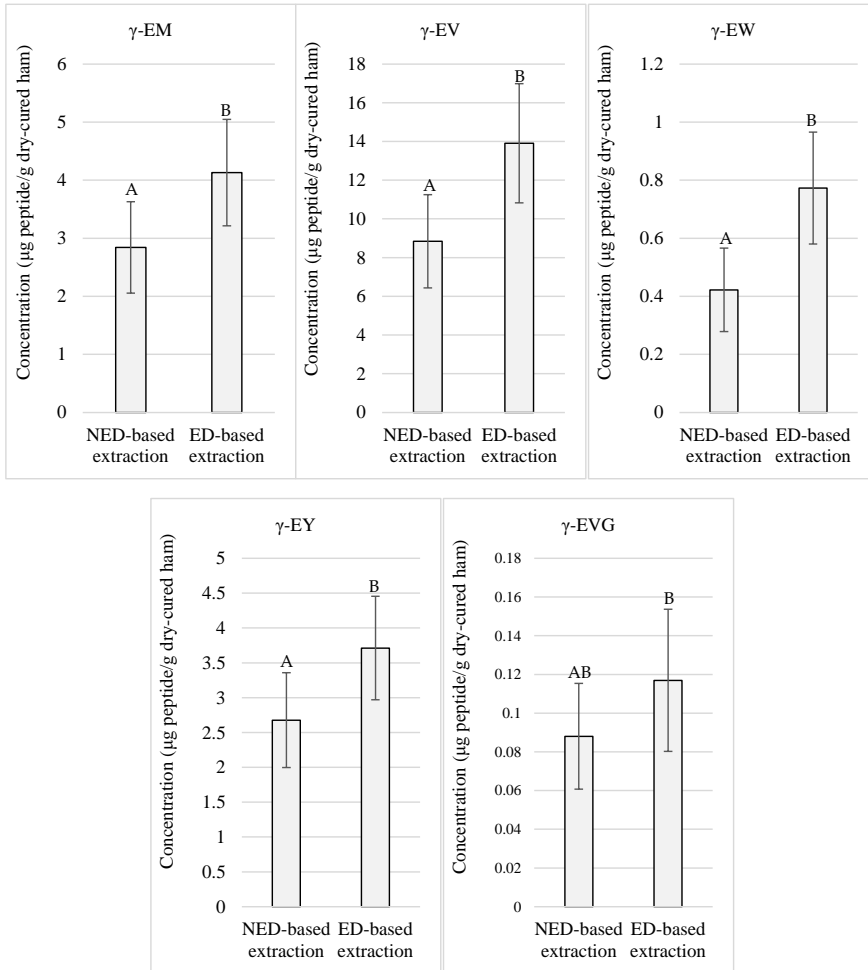 γ-EM
Concentration (μg peptide/g dry-cured ham)
6
5
4
3
2
1
0
A
B
NED-based extraction
ED-based extraction
γ-EV
Concentration (μg peptide/g dry-cured ham)
18
16
14
12
10
8
6
4
2
0
A
B
NED-based extraction
ED-based extraction
γ-EW
Concentration (μg peptide/g dry-cured ham)
1.2
1
0.8
0.6
0.4
0.2
0
A
B
NED-based extraction
ED-based extraction
γ-EY
Concentration (μg peptide/g dry-cured ham)
5
4.5
4
3.5
3
2.5
2
1.5
1
0.5
0
A
B
NED-based extraction
ED-based extraction
γ-EVG
Concentration (μg peptide/g dry-cured ham)
0.18
0.16
0.14
0.12
0.1
0.08
0.06
0.04
0.02
0
AB
B
NED-based extraction
ED-based extraction